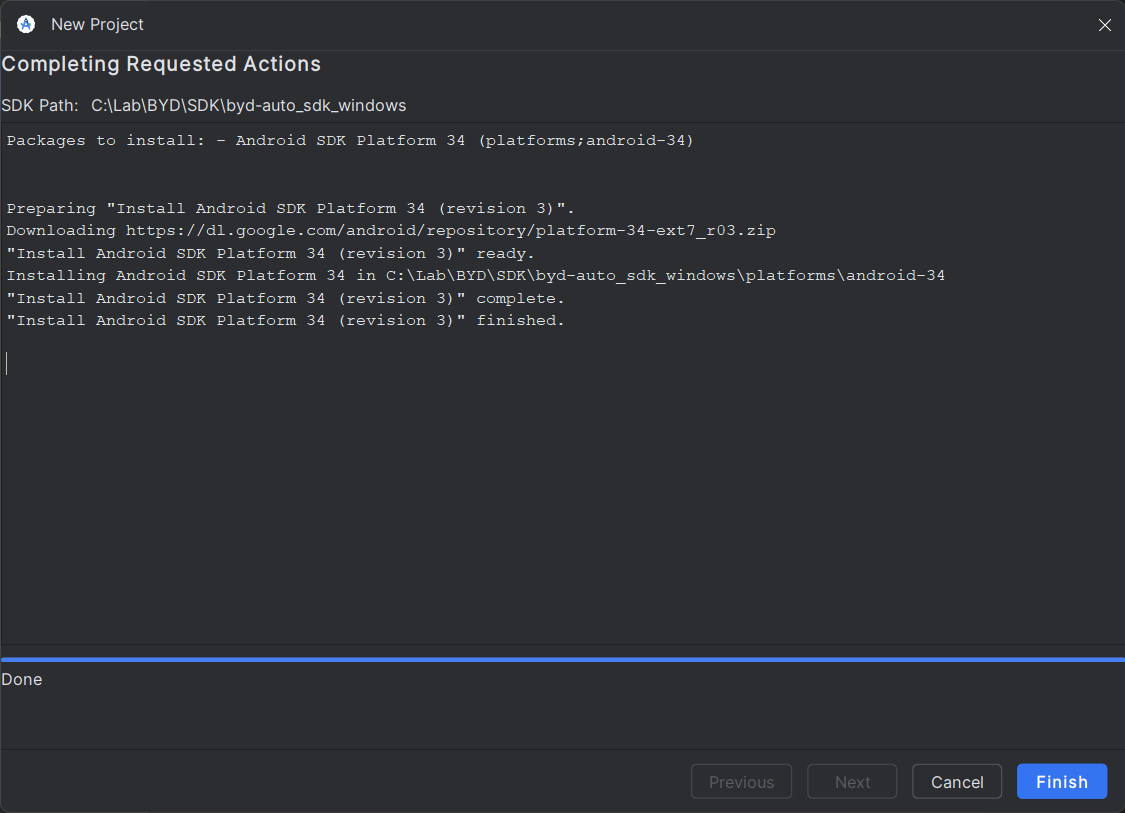 New Project
Completing Requested Actions
SDK Path: C:\Lab\BYD\SDK\byd-auto_sdk_windows
Packages to install: - Android SDK Platform 34 (platforms;android-34)
Preparing "Install Android SDK Platform 34 (revision 3)".
Downloading https://dl.google.com/android/repository/platform-34-ext7_r03.zip
"Install Android SDK Platform 34 (revision 3)" ready.
Installing Android SDK Platform 34 in C:\Lab\BYD\SDK\byd-auto_sdk_windows\platforms\android-34
"Install Android SDK Platform 34 (revision 3)" complete.
"Install Android SDK Platform 34 (revision 3)" finished.
Done
Previous Next Cancel Finish